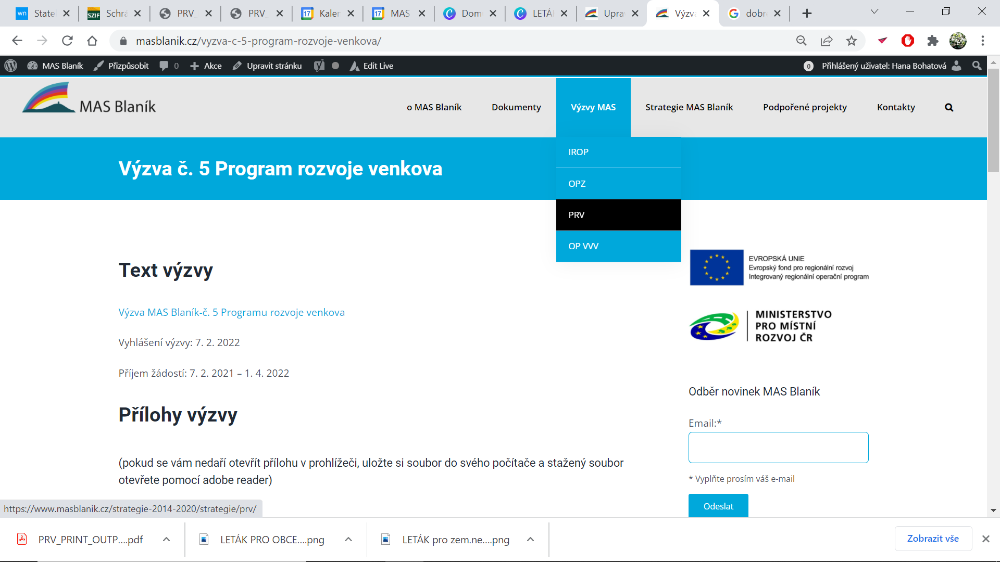 wn State
SZIF Schrá
PRV_
PRV_
17 Kalen
17 MAS
C Dom
C LETÁ
Upra
Výzv
G dobr
masblanik.cz/vyzva-c-5-program-rozvoje-venkova/
MAS Blaník Přizpůsobit 0 Akce Upravit stránku Edit Live 0 Přihlášený uživatel: Hana Bohatová
MAS Blaník
o MAS Blaník Dokumenty Výzvy MAS Strategie MAS Blaník Podpořené projekty Kontakty
IROP
OPZ
PRV
OP VVV
Výzva č. 5 Program rozvoje venkova
Text výzvy
Výzva MAS Blaník-č. 5 Programu rozvoje venkova
Vyhlášení výzvy: 7. 2. 2022
Příjem žádostí: 7. 2. 2021 – 1. 4. 2022
Přílohy výzvy
(pokud se vám nedaří otevřít přílohu v prohlížeči, uložte si soubor do svého počítače a stažený soubor
otevřete pomocí adobe reader)
EVROPSKÁ UNIE
Evropský fond pro regionální rozvoj
Integrovaný regionální operační program
MINISTERSTVO
PRO MÍSTNÍ
ROZVOJ ČR
Odběr novinek MAS Blaník
Email:*
* Vyplňte prosím váš e-mail
Odeslat
https://www.masblanik.cz/strategie-2014-2020/strategie/prv/
PRV_PRINT_OUTP....pdf
LETÁK PRO OBCE....png
LETÁK pro zem.ne....png
Zobrazit vše